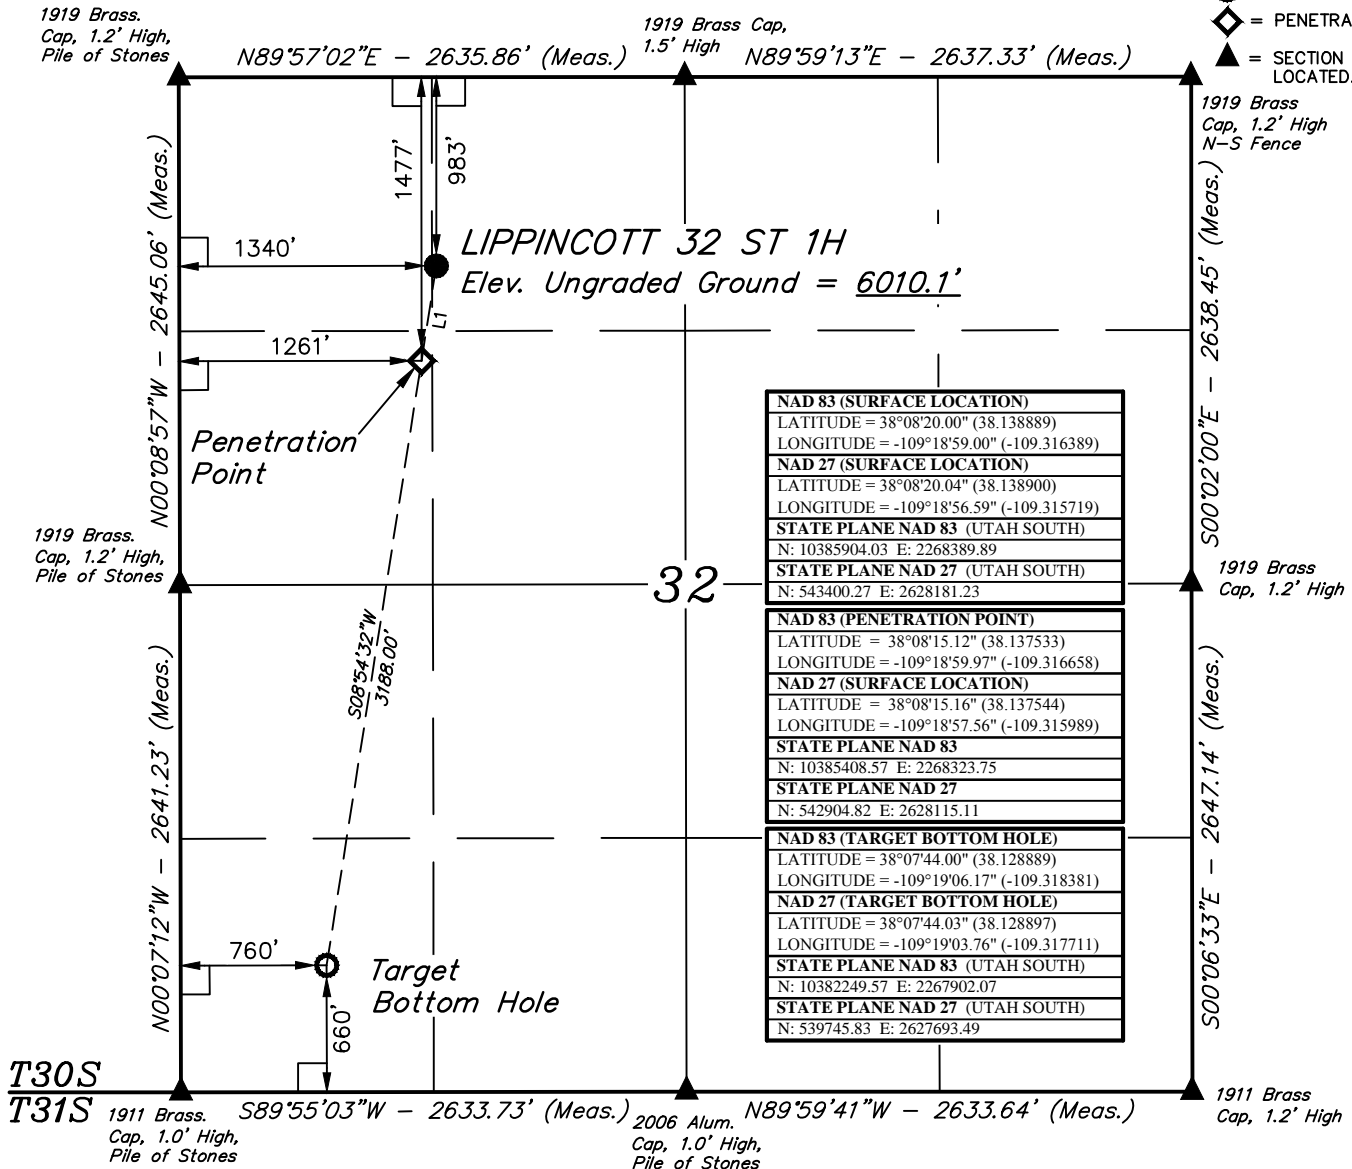 1919 Brass.
Cap, 1.2' High,
Pile of Stones
N89°57'02"E - 2635.86' (Meas.)
1919 Brass Cap,
1.5' High
N89°59'13"E - 2637.33' (Meas.)
= PENETRA
= SECTION
LOCATED.
1919 Brass
Cap, 1.2' High
N-S Fence
N00°08'57"W - 2645.06' (Meas.)
1477'
983'
1340'
LIPPINCOTT 32 ST 1H
Elev. Ungraded Ground = 6010.1'
L1
1261'
Penetration
Point
S00°02'00"E - 2638.45' (Meas.)
1919 Brass.
Cap, 1.2' High,
Pile of Stones
32
1919 Brass
Cap, 1.2' High
NAD 83 (SURFACE LOCATION)
LATITUDE = 38°08'20.00" (38.138889)
LONGITUDE = -109°18'59.00" (-109.316389)
NAD 27 (SURFACE LOCATION)
LATITUDE = 38°08'20.04" (38.138900)
LONGITUDE = -109°18'56.59" (-109.315719)
STATE PLANE NAD 83 (UTAH SOUTH)
N: 10385904.03 E: 2268389.89
STATE PLANE NAD 27 (UTAH SOUTH)
N: 543400.27 E: 2628181.23
NAD 83 (PENETRATION POINT)
LATITUDE = 38°08'15.12" (38.137533)
LONGITUDE = -109°18'59.97" (-109.316658)
NAD 27 (SURFACE LOCATION)
LATITUDE = 38°08'15.16" (38.137544)
LONGITUDE = -109°18'57.56" (-109.315989)
STATE PLANE NAD 83
N: 10385408.57 E: 2268323.75
STATE PLANE NAD 27
N: 542904.82 E: 2628115.11
NAD 83 (TARGET BOTTOM HOLE)
LATITUDE = 38°07'44.00" (38.128889)
LONGITUDE = -109°19'06.17" (-109.318381)
NAD 27 (TARGET BOTTOM HOLE)
LATITUDE = 38°07'44.03" (38.128897)
LONGITUDE = -109°19'03.76" (-109.317711)
STATE PLANE NAD 83 (UTAH SOUTH)
N: 10382249.57 E: 2267902.07
STATE PLANE NAD 27 (UTAH SOUTH)
N: 539745.83 E: 2627693.49
S08°54'32"W
3188.00'
N00°07'12"W - 2641.23' (Meas.)
S00°06'33"E - 2647.14' (Meas.)
760'
Target
Bottom Hole
660'
T30S
T31S
1911 Brass.
Cap, 1.0' High,
Pile of Stones
S89°55'03"W - 2633.73' (Meas.)
2006 Alum.
Cap, 1.0' High,
Pile of Stones
N89°59'41"W - 2633.64' (Meas.)
1911 Brass
Cap, 1.2' High